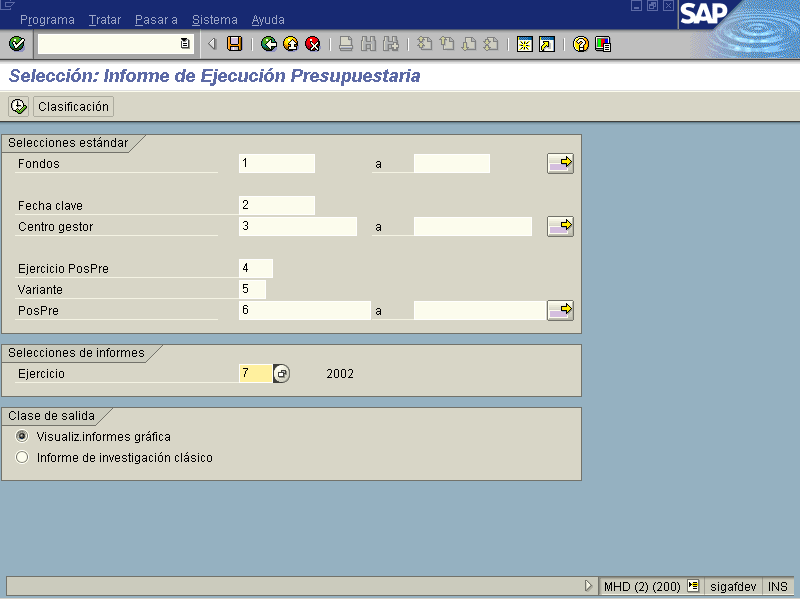 Programa Tratar Pasar a Sistema Ayuda
SAP
Selección: Informe de Ejecución Presupuestaria
Clasificación
Selecciones estándar
Fondos 1 a
Fecha clave 2
Centro gestor 3 a
Ejercicio PosPre 4
Variante 5
PosPre 6 a
Selecciones de informes
Ejercicio 7 2002
Clase de salida
Visualiz.informes gráfica
Informe de investigación clásico
MHD (2) (200) sigafdev INS